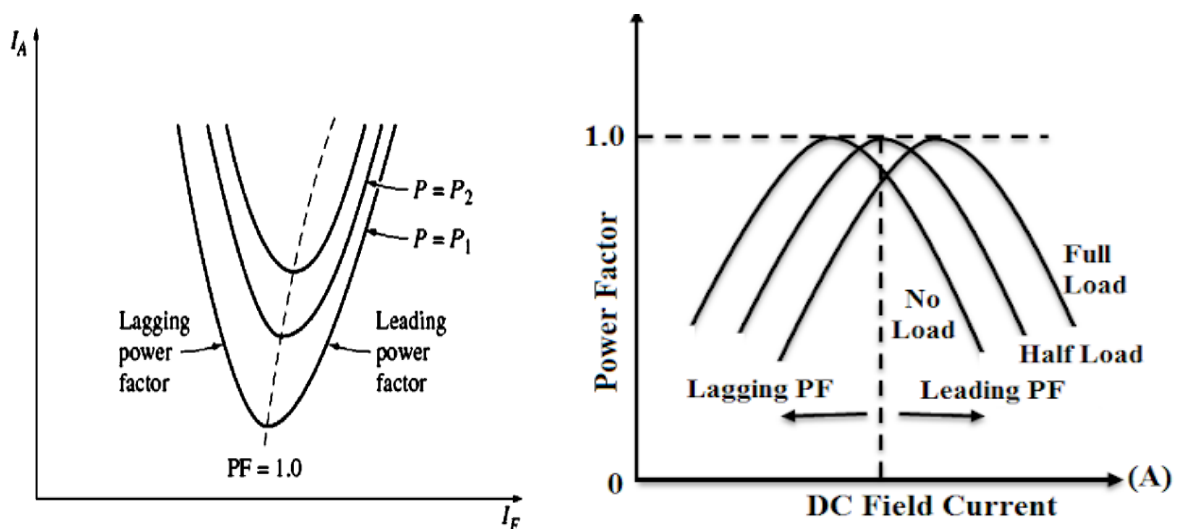 I_A
P = P_2
P = P_1
Lagging
power
factor
Leading
power
factor
PF = 1.0
I_F
Power Factor
1.0
0
No
Load
Full
Load
Half Load
Lagging PF
Leading PF
DC Field Current
(A)